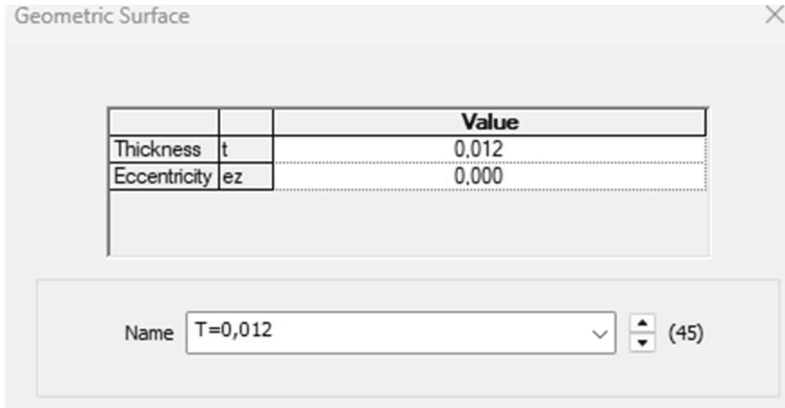 Geometric Surface
Value
Thickness t 0,012
Eccentricity ez 0,000
Name T=0,012 (45)